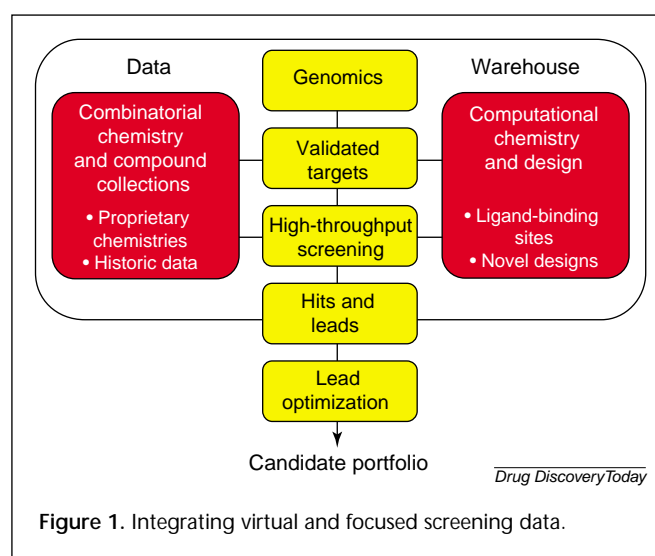 Data
Genomics
Warehouse
Combinatorial
chemistry
and compound
collections
• Proprietary
chemistries
• Historic data
Validated
targets
High-throughput
screening
Computational
chemistry
and design
• Ligand-binding
sites
• Novel designs
Hits and
leads
Lead
optimization
Candidate portfolio
Drug DiscoveryToday
Figure 1. Integrating virtual and focused screening data.